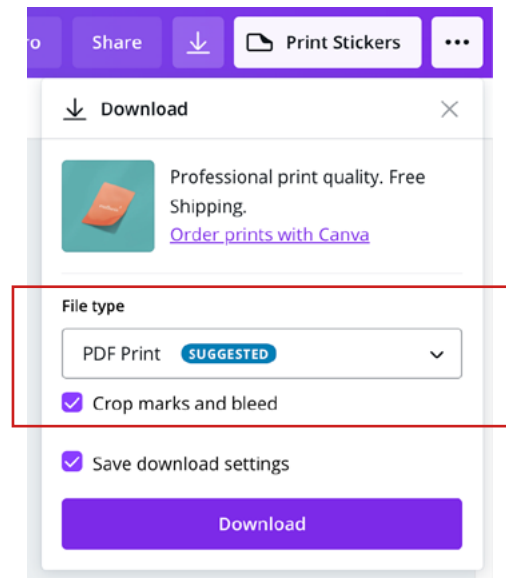 ro
Share
Print Stickers
Download
Professional print quality. Free
Shipping.
Order prints with Canva
File type
PDF Print SUGGESTED
Crop marks and bleed
Save download settings
Download